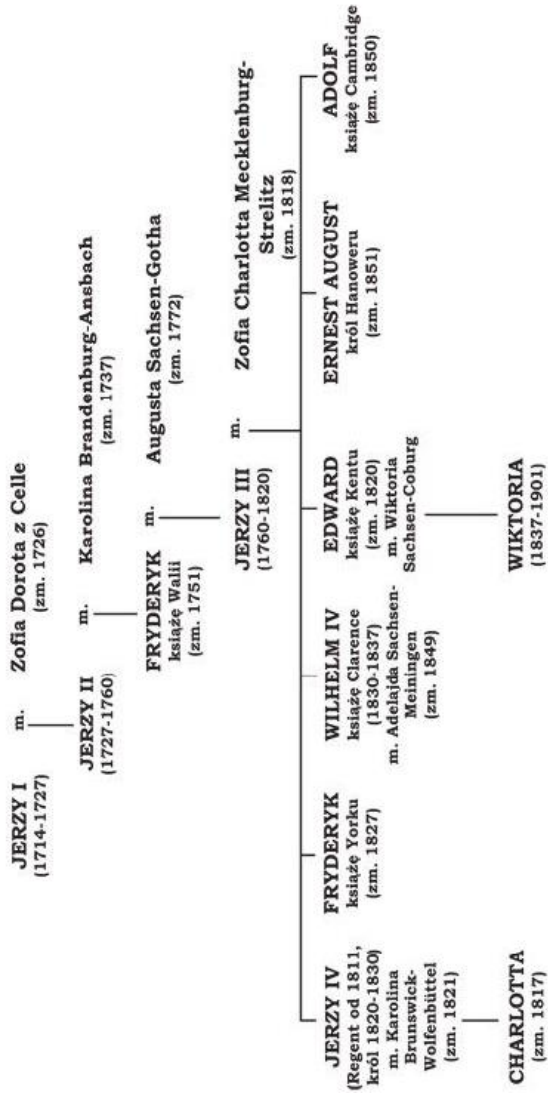 JERZY I m. Zofia Dorota z Celle
(1714-1727) (zm. 1726)
JERZY II m. Karolina Brandenburg-Ansbach
(1727-1760) (zm. 1737)
FRYDERYK m. Augusta Sachsen-Gotha
książę Walii (zm. 1772)
(zm. 1751)
JERZY III m. Zofia Charlotta Mecklenburg-
(1760-1820) Strelitz
(zm. 1818)
JERZY IV
(Regent od 1811,
król 1820-1830)
m. Karolina
Brunswick-
Wolfenbüttel
(zm. 1821)
FRYDERYK
książę Yorku
(zm. 1827)
WILHELM IV
książę Clarence
(1830-1837)
m. Adelajda Sachsen-
Meiningen
(zm. 1849)
EDWARD
książę Kentu
(zm. 1820)
m. Wiktoria
Sachsen-Coburg
ERNEST AUGUST
król Hanoweru
(zm. 1851)
ADOLF
książę Cambridge
(zm. 1850)
CHARLOTTA
(zm. 1817)
WIKTORIA
(1837-1901)